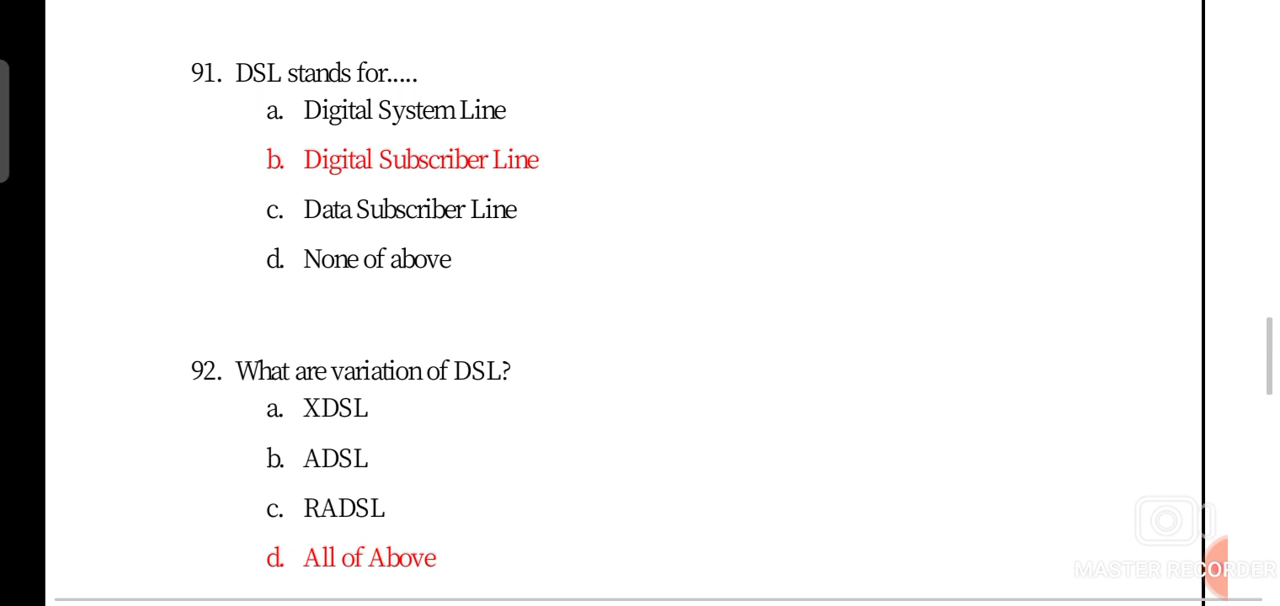 91. DSL stands for.....
a. Digital System Line
b. Digital Subscriber Line
c. Data Subscriber Line
d. None of above
92. What are variation of DSL?
a. XDSL
b. ADSL
c. RADSL
d. All of Above
MASTER RECORDER